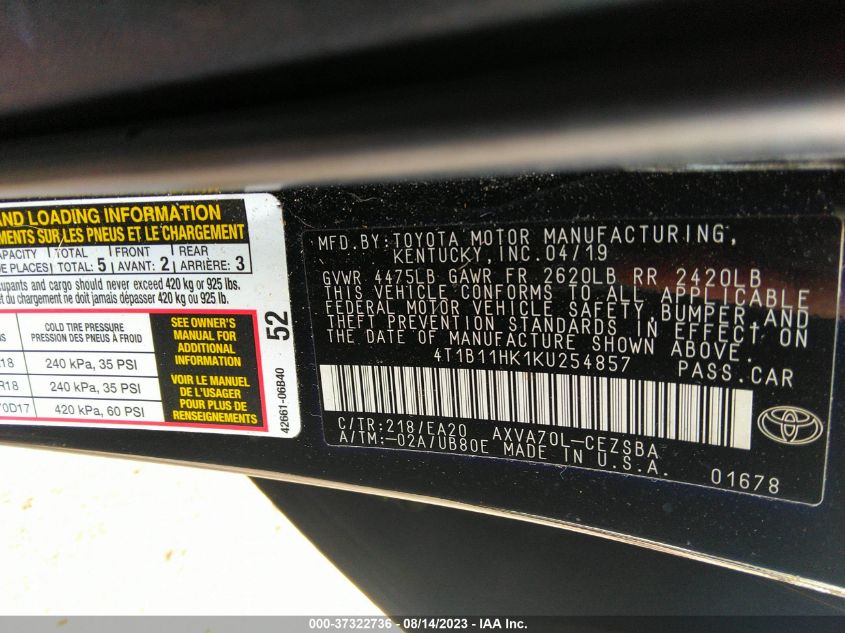 AND LOADING INFORMATION
MENTS SUR LES PNEUS ET LE CHARGEMENT
APACITY TOTAL FRONT REAR
DE PLACES TOTAL: 5 AVANT: 2 ARRIÈRE: 3
cupants and cargo should never exceed 420 kg or 925 lbs.
et du chargement ne doit jamais dépasser 420 kg ou 925 lb.
COLD TIRE PRESSURE
PRESSION DES PNEUS À FROID
R18 240 kPa, 35 PSI
R18 240 kPa, 35 PSI
70D17 420 kPa, 60 PSI
SEE OWNER'S
MANUAL FOR
ADDITIONAL
INFORMATION
VOIR LE MANUEL
DE L'USAGER
POUR PLUS DE
RENSEIGNEMENTS
52
42661-06B40
MFD.BY:TOYOTA MOTOR MANUFACTURING,
KENTUCKY,INC.04/19
GVWR 4475LB GAWR FR 2620LB RR 2420LB
THIS VEHICLE CONFORMS TO ALL APPLICABLE
FEDERAL MOTOR VEHICLE SAFETY, BUMPER, AND
THEFT PREVENTION STANDARDS IN EFFECT ON
THE DATE OF MANUFACTURE SHOWN ABOVE.
4T1B11HK1KU254857 PASS.CAR
C/TR:218/EA20 AXVA70L-CEZSBA
A/TM:-02A/UB80E MADE IN U.S.A.
01678
TOYOTA
000-37322736 - 08/14/2023 - IAA Inc.